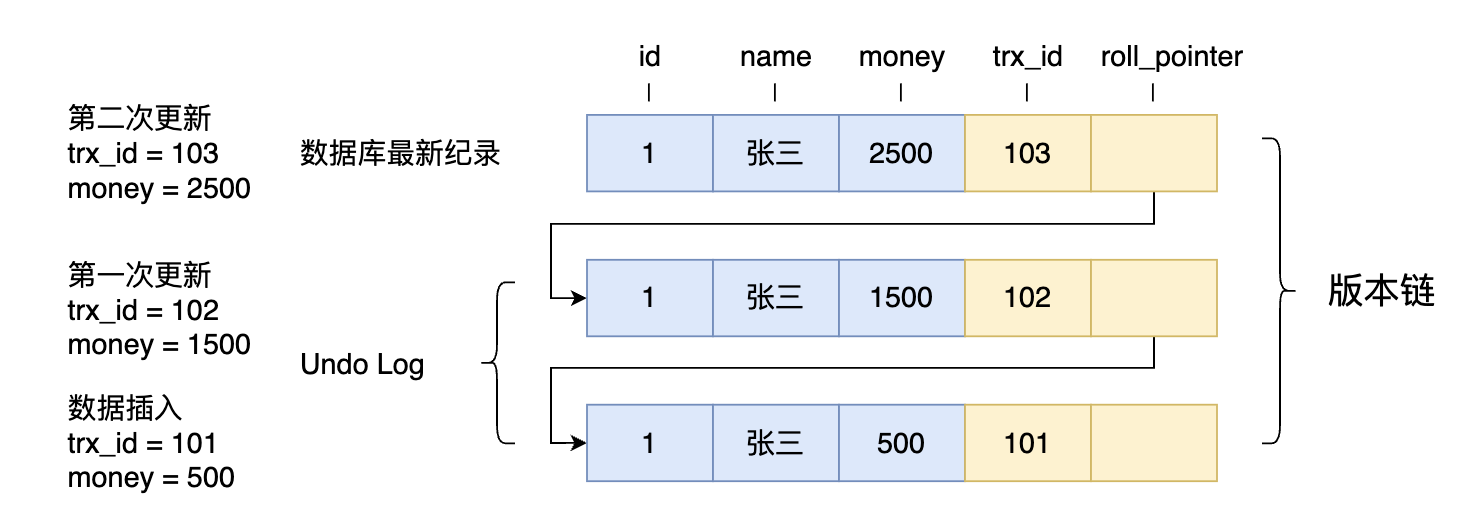 id name money trx_id roll_pointer
第二次更新
trx_id = 103
money = 2500
数据库最新纪录
1 张三 2500 103
第一次更新
trx_id = 102
money = 1500
1 张三 1500 102
Undo Log
版本链
数据插入
trx_id = 101
money = 500
1 张三 500 101